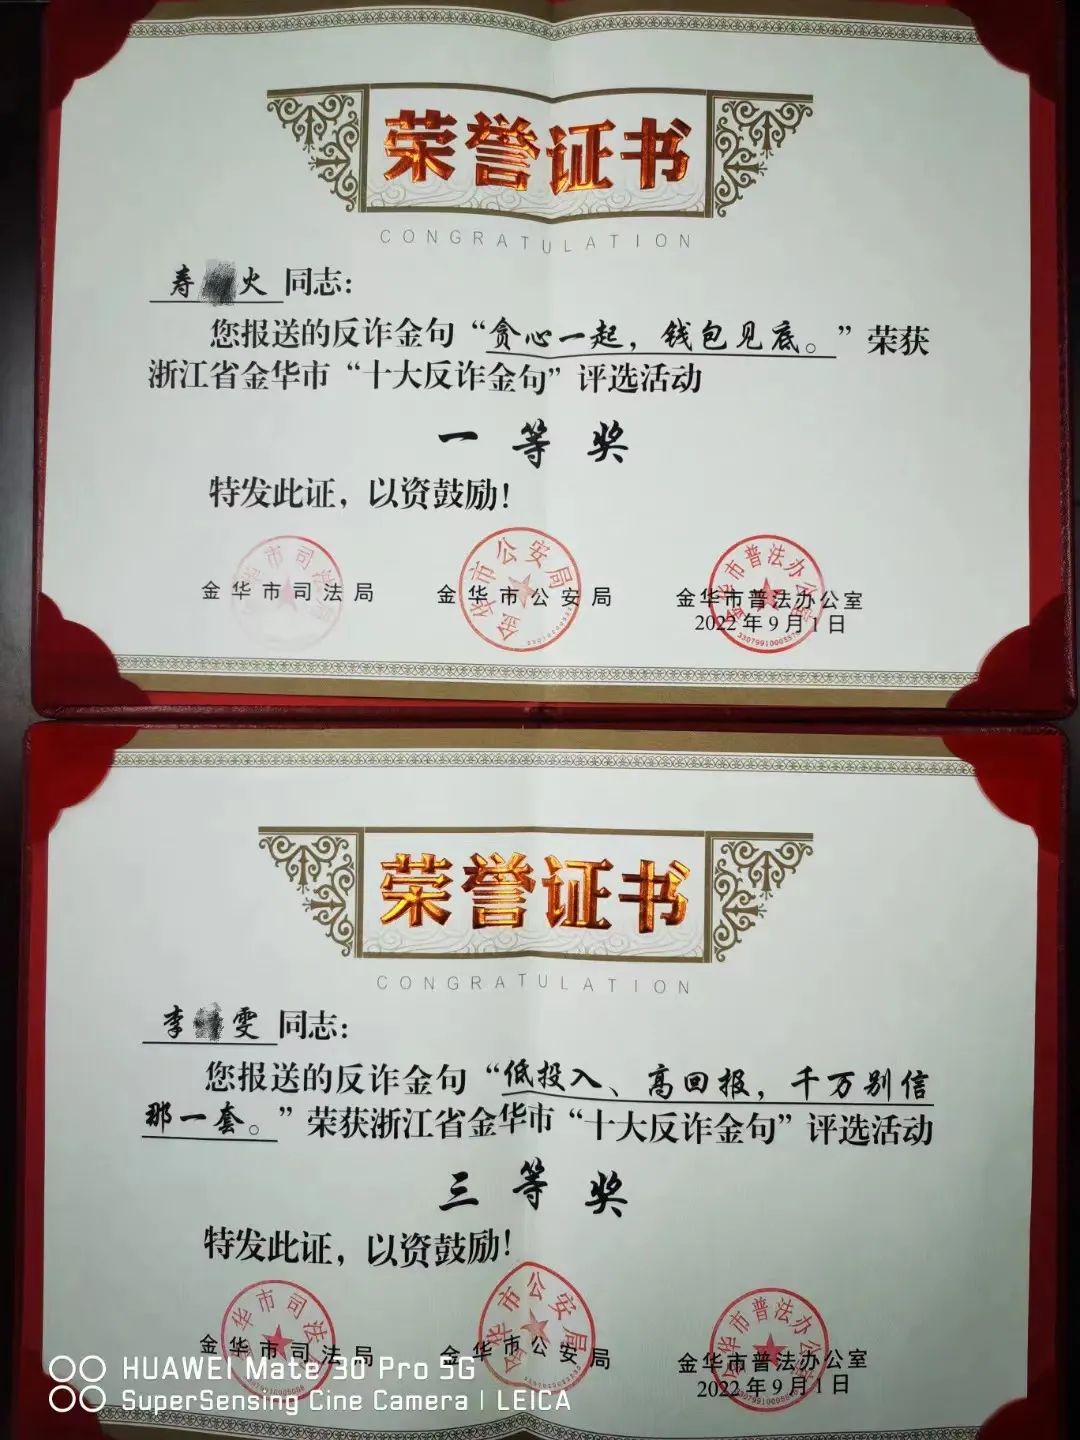 荣誉证书
CONGRATULATION
寿 火 同志：
您报送的反诈金句“贪心一起，钱包见底。”荣获
浙江省金华市“十大反诈金句”评选活动
一等奖
特发此证，以资鼓励！
金华市司法局
金华市公安局
金华市普法办公室
2022年9月1日
荣誉证书
CONGRATULATION
李 雯 同志：
您报送的反诈金句“低投入、高回报，千万别信
那一套。”荣获浙江省金华市“十大反诈金句”评选活动
三等奖
特发此证，以资鼓励！
金华市司法局
金华市公安局
金华市普法办公室
2022年9月1日
HUAWEI Mate 30 Pro 5G
SuperSensing Cine Camera | LEICA